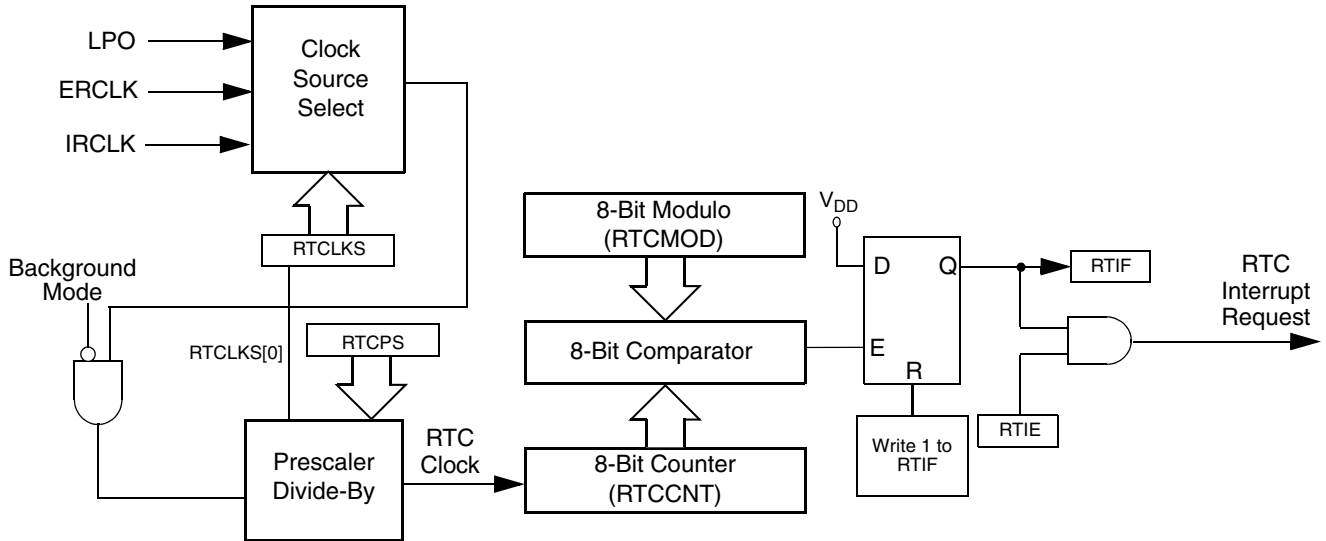 LPO
ERCLK
IRCLK
Clock
Source
Select
RTCLKS
Background
Mode
RTCLKS[0]
RTCPS
Prescaler
Divide-By
RTC
Clock
8-Bit Modulo
(RTCMOD)
8-Bit Comparator
8-Bit Counter
(RTCCNT)
VDD
D
Q
E
R
Write 1 to
RTIF
RTIF
RTIE
RTC
Interrupt
Request